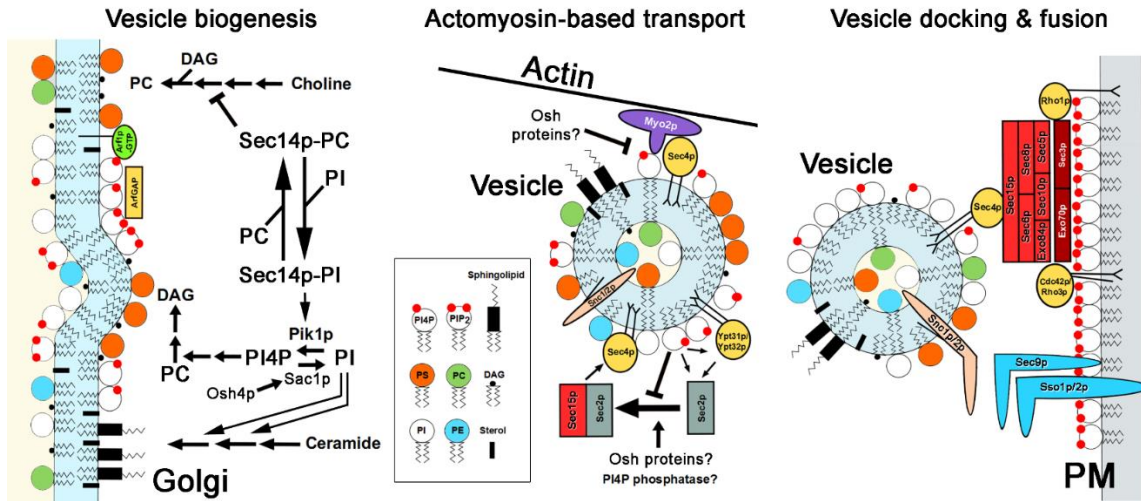 Vesicle biogenesis
DAG
PC
Choline
Arf1p
-GTP
ArfGAP
Sec14p-PC
PI
PC
Sec14p-PI
DAG
Pik1p
PC
PI4P
PI
Sac1p
Osh4p
Ceramide
Golgi
Actomyosin-based transport
Actin
Osh
proteins?
Myo2p
Sec4p
Vesicle
Snc1/2p
Sphingolipid
PI4P
PIP2
PS
PC
DAG
PI
PE
Sterol
Sec4p
Ypt31p/
Ypt32p
Sec15p
Sec2p
Sec2p
Osh proteins?
PI4P phosphatase?
Vesicle docking & fusion
Rho1p
Vesicle
Sec4p
Sec15p
Sec8p
Sec6p
Sec5p
Sec10p
Exo84p
Sec3p
Exo70p
Cdc42p/
Rho3p
Snc1p/2p
Sec9p
Sso1p/2p
PM